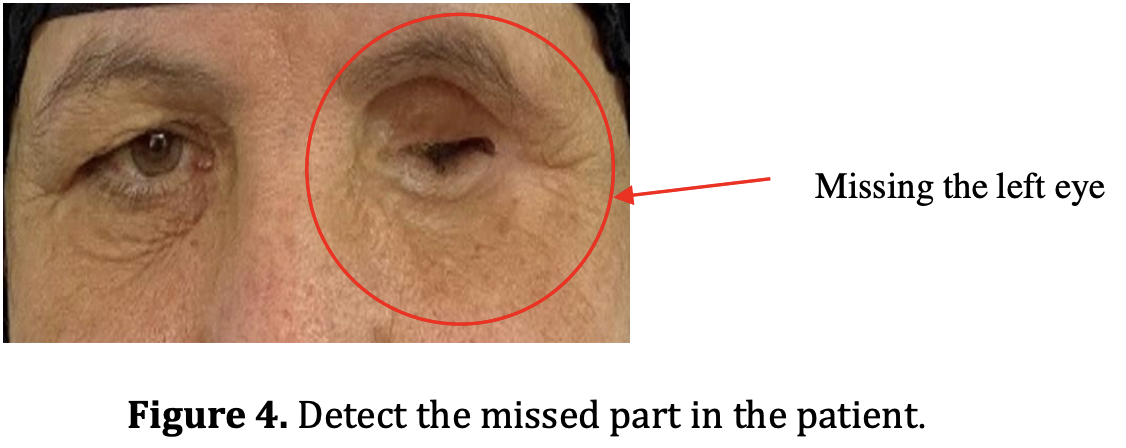 Missing the left eye
Figure 4. Detect the missed part in the patient.